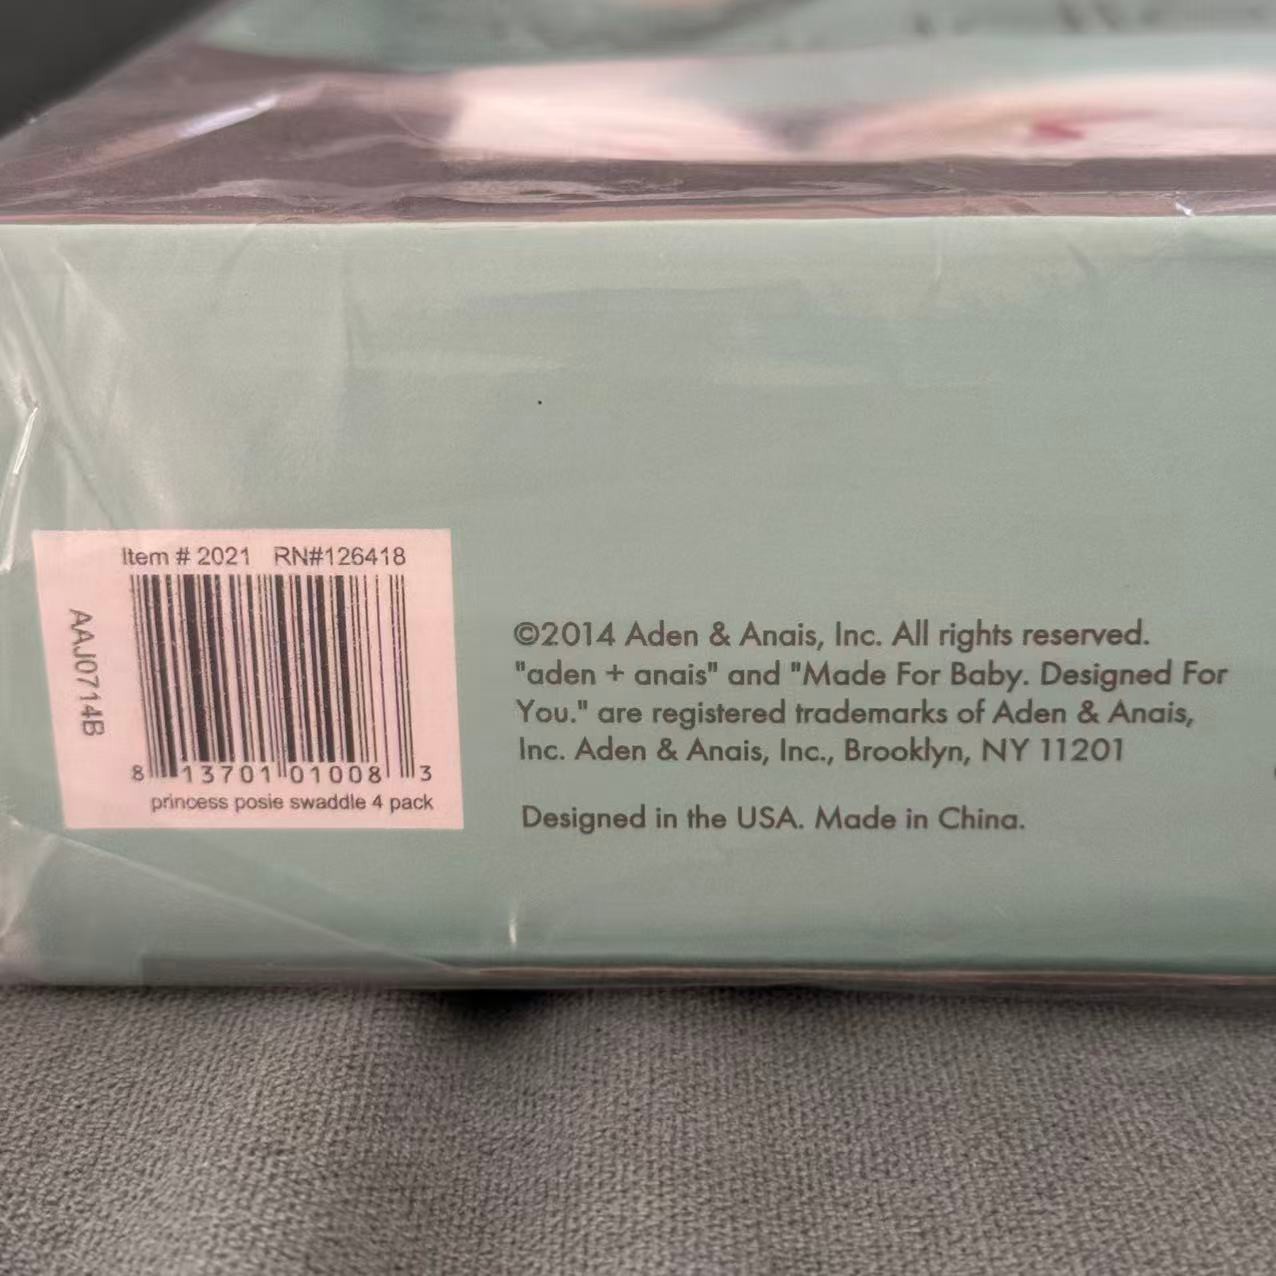 Item # 2021 RN#126418
AAJ0714B
8 13701 01008 3
princess posie swaddle 4 pack
©2014 Aden & Anais, Inc. All rights reserved.
"aden + anais" and "Made For Baby. Designed For
You." are registered trademarks of Aden & Anais,
Inc. Aden & Anais, Inc., Brooklyn, NY 11201
Designed in the USA. Made in China.